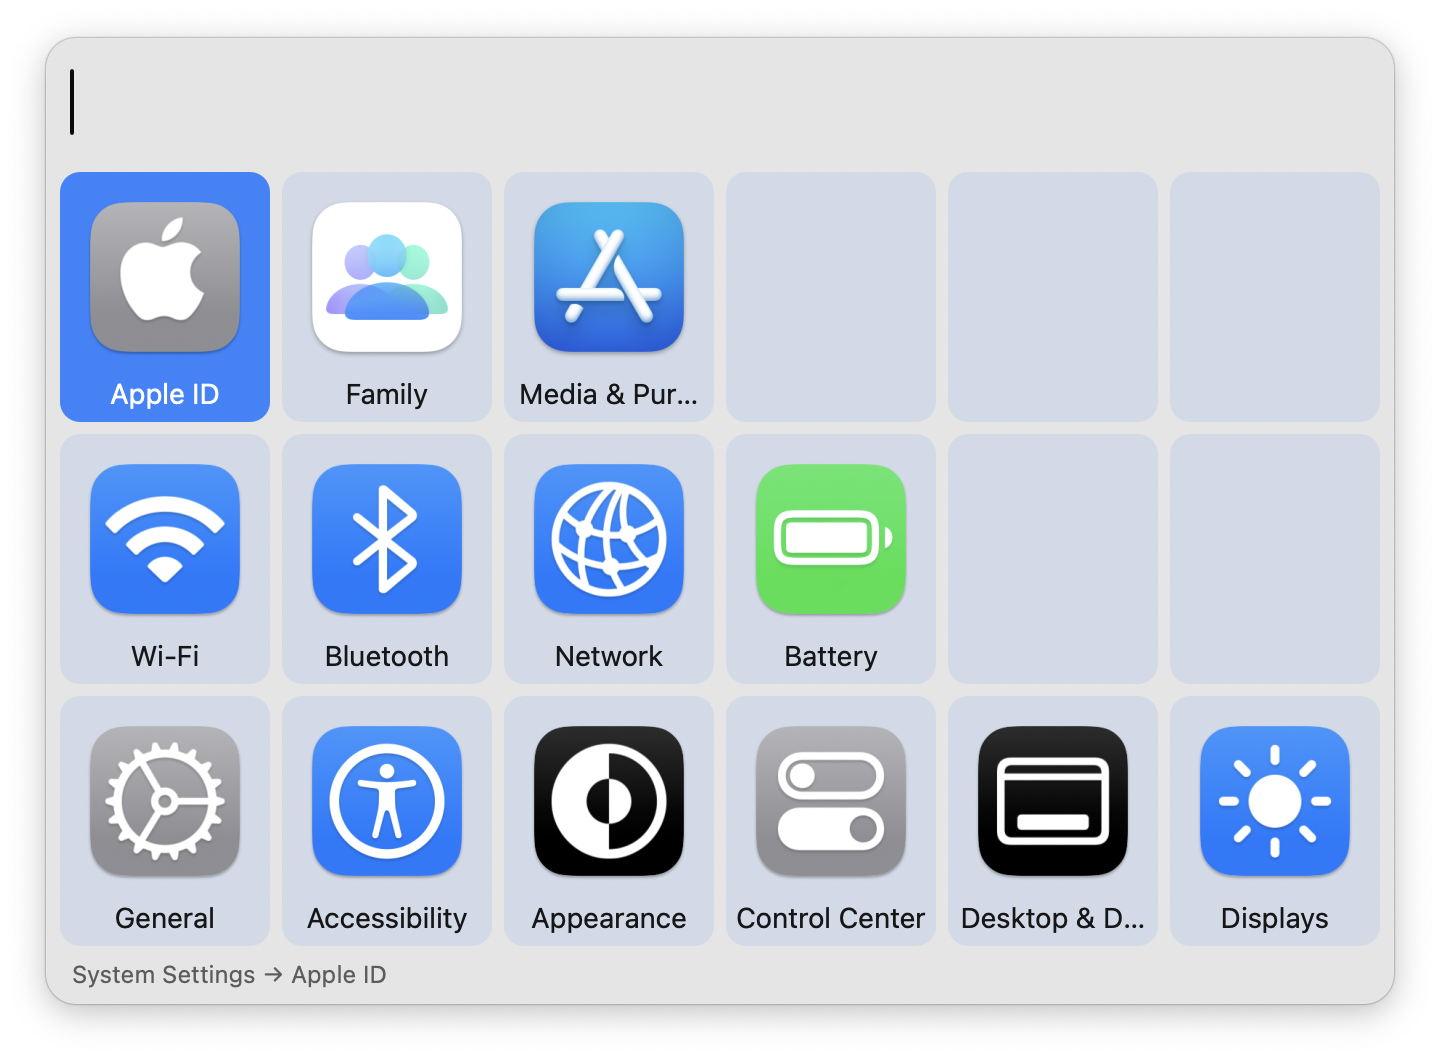 Apple ID
Family
Media & Pur...
Wi-Fi
Bluetooth
Network
Battery
General
Accessibility
Appearance
Control Center
Desktop & D...
Displays
System Settings → Apple ID